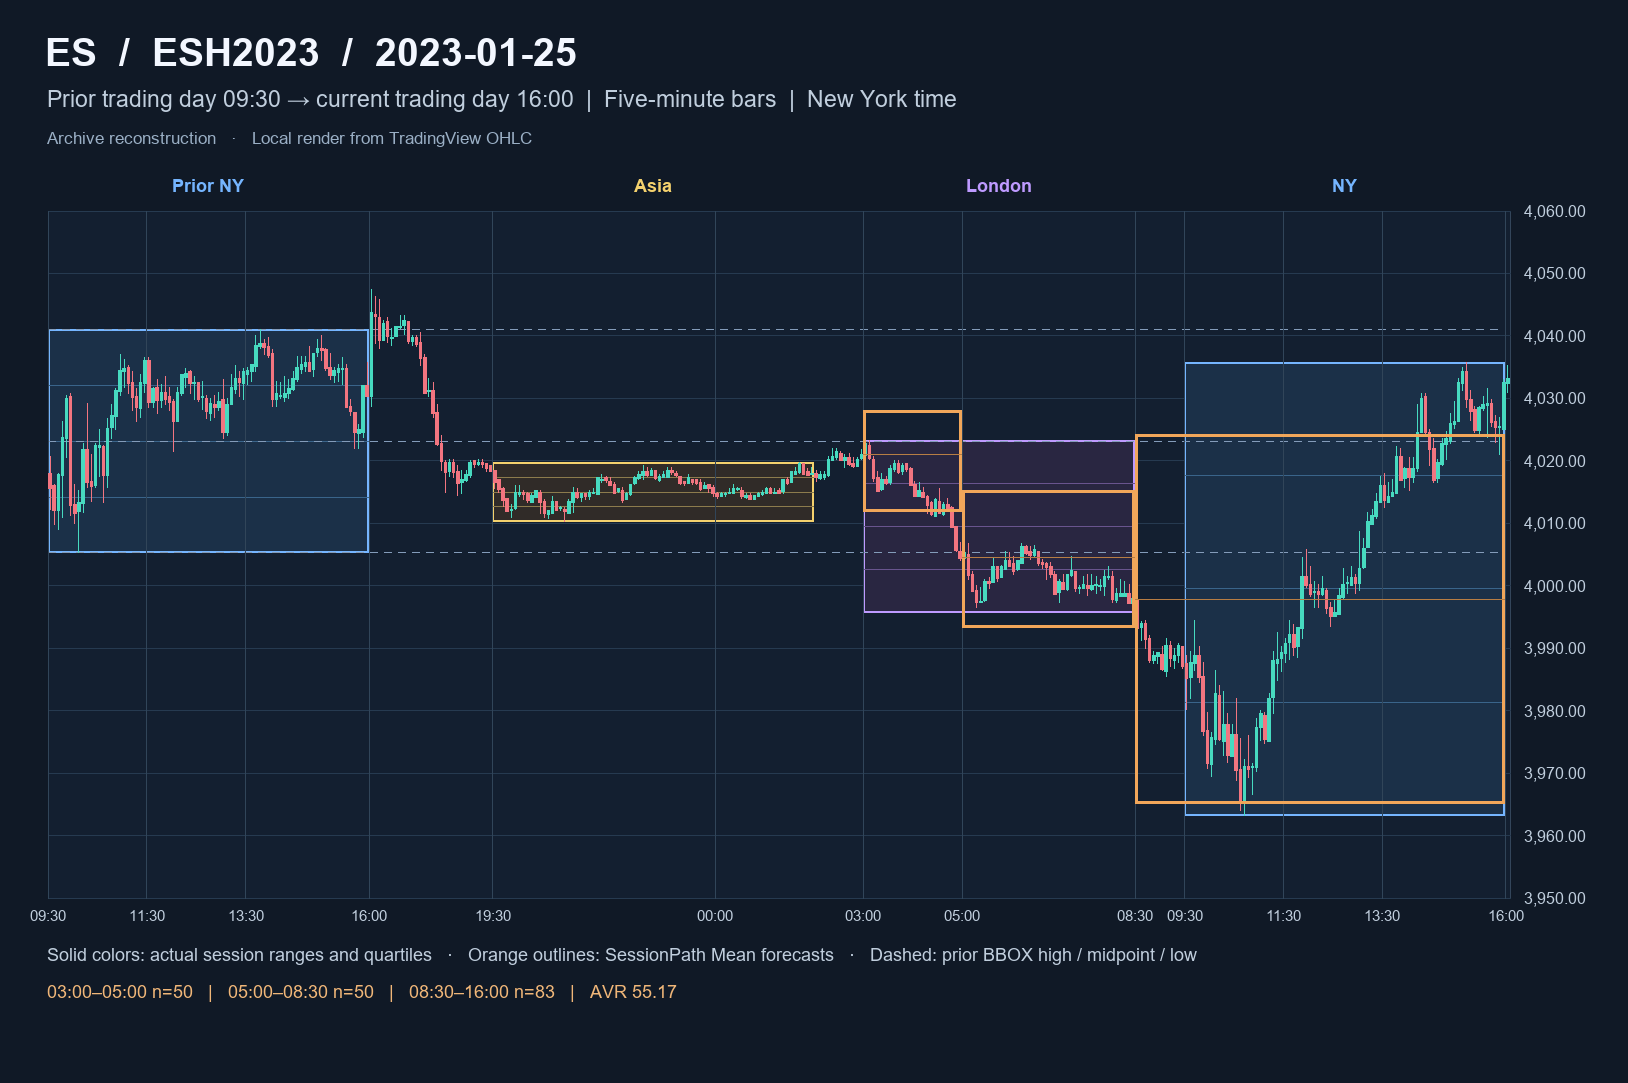 ES / ESH2023 / 2023-01-25
Prior trading day 09:30 → current trading day 16:00 | Five-minute bars | New York time
Archive reconstruction · Local render from TradingView OHLC
Prior NY Asia London NY
4,060.00
4,050.00
4,040.00
4,030.00
4,020.00
4,010.00
4,000.00
3,990.00
3,980.00
3,970.00
3,960.00
3,950.00
09:30 11:30 13:30 16:00 19:30 00:00 03:00 05:00 08:30 09:30 11:30 13:30 16:00
Solid colors: actual session ranges and quartiles · Orange outlines: SessionPath Mean forecasts · Dashed: prior BBOX high / midpoint / low
03:00–05:00 n=50 | 05:00–08:30 n=50 | 08:30–16:00 n=83 | AVR 55.17